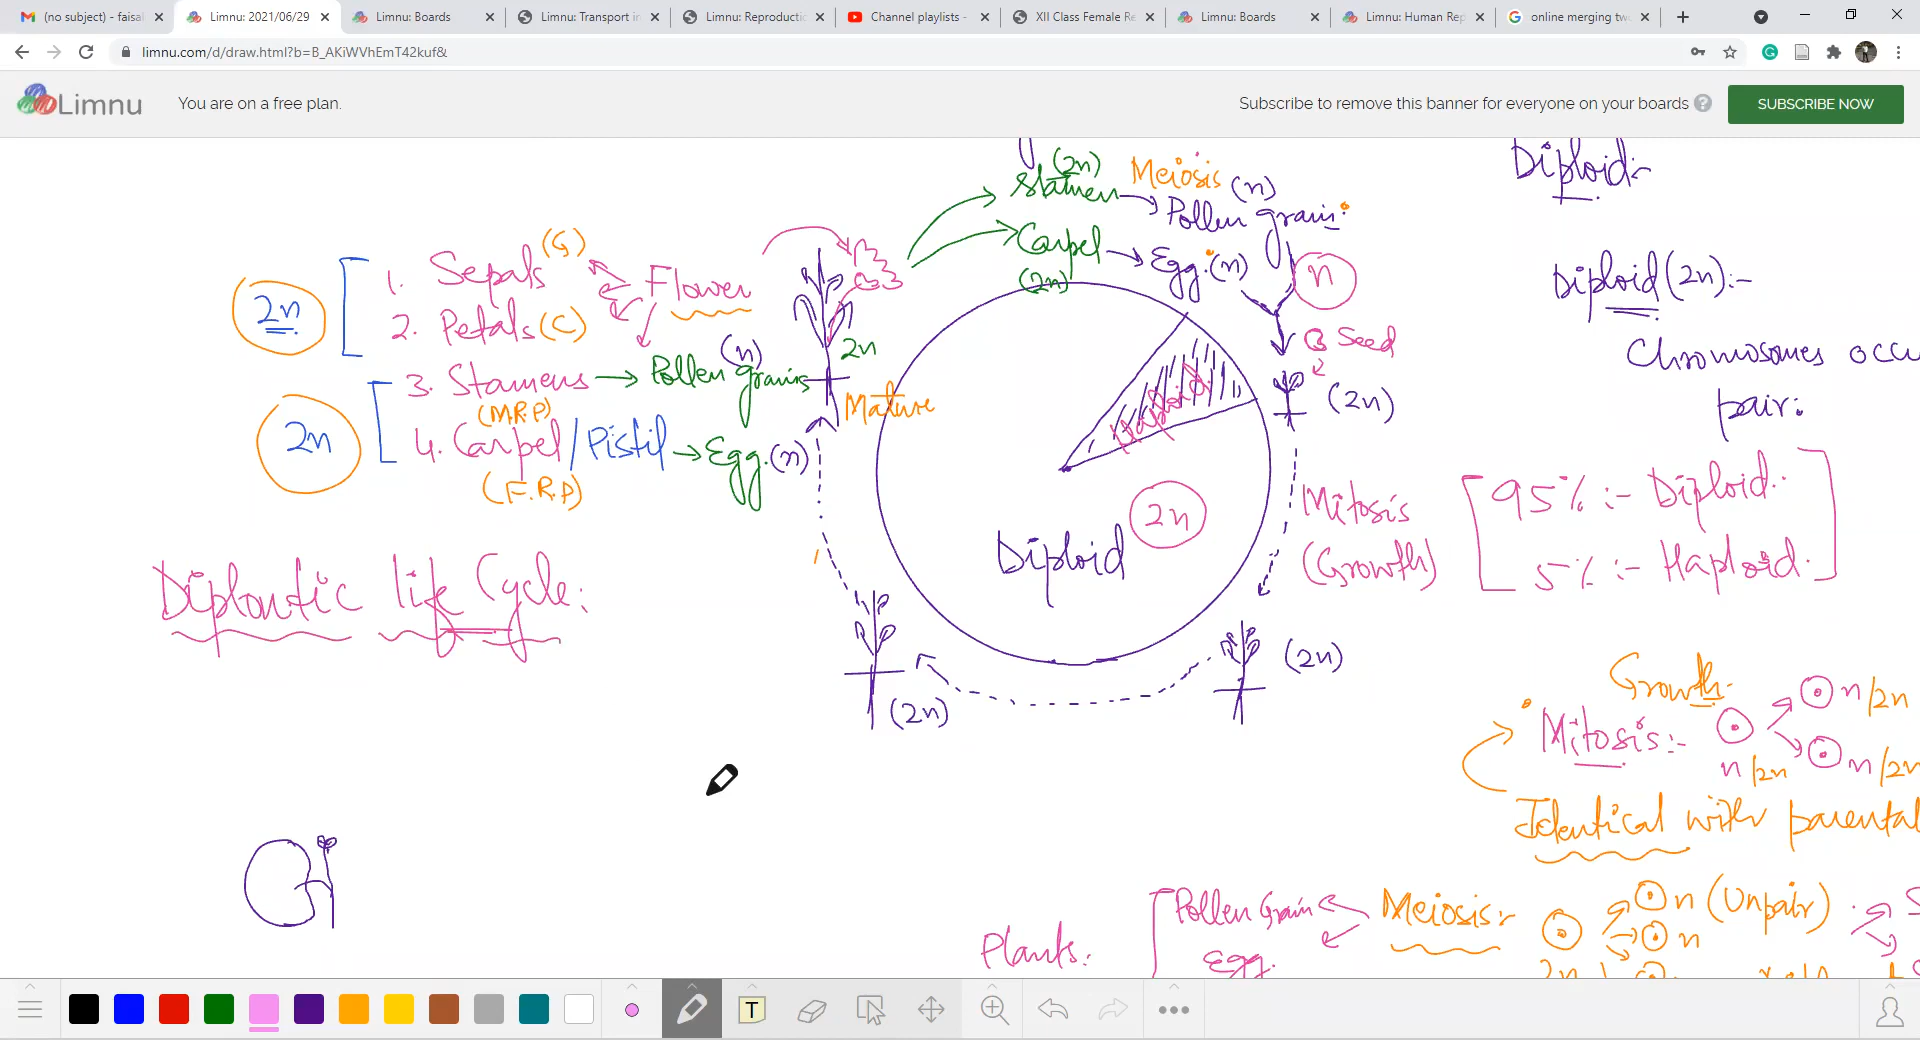 (no subject) - faisal
Limnu: 2021/06/29
Limnu: Boards
Limnu: Transport in
Limnu: Reproductio
Channel playlists -
XII Class Female Re
Limnu: Boards
Limnu: Human Rep
online merging tw
limnu.com/d/draw.html?b=B_AKiWVhEmT42kuf&
Limnu
You are on a free plan.
Subscribe to remove this banner for everyone on your boards ?
SUBSCRIBE NOW
(2n)
Stamen
Meiosis
(n)
Pollen grain:
Carpel
(2n)
Egg.
(n)
n
Seed
(2n)
2n
1. Sepals (G)
2. Petals (C)
Flower
3. Stamens → Pollen grains
(n)
(M.R.P)
2n
4. Carpel / Pistil → Egg. (n)
(F.R.P)
2n
Mature
Haploid.
Diploid
2n
Mitosis
(Growth)
(2n)
(2n)
Diplontic life Cycle:
Diploid:-
Diploid (2n):-
Chromosomes occu
pair:
95% :- Diploid.
5% :- Haploid.
Growth:-
Mitosis:-
n/2n
n/2n
n/2n
Identical with parental
Plants:
Pollen Grain
Egg.
Meiosis:-
n (Unpair)
n
T